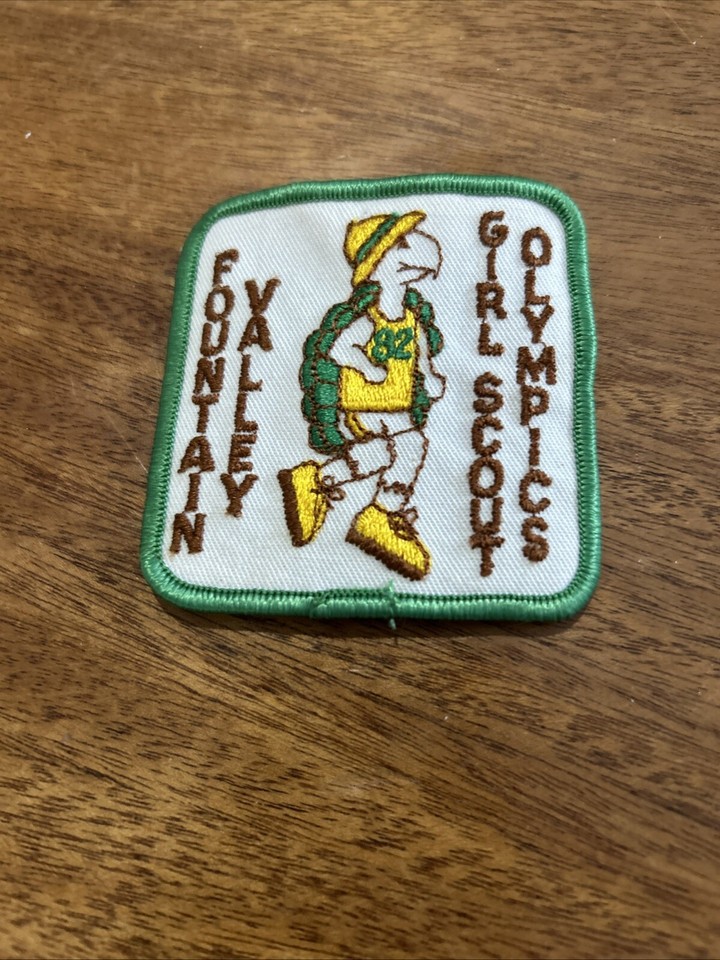 FOUNTAIN
VALLEY
82
GIRL SCOUT
OLYMPICS